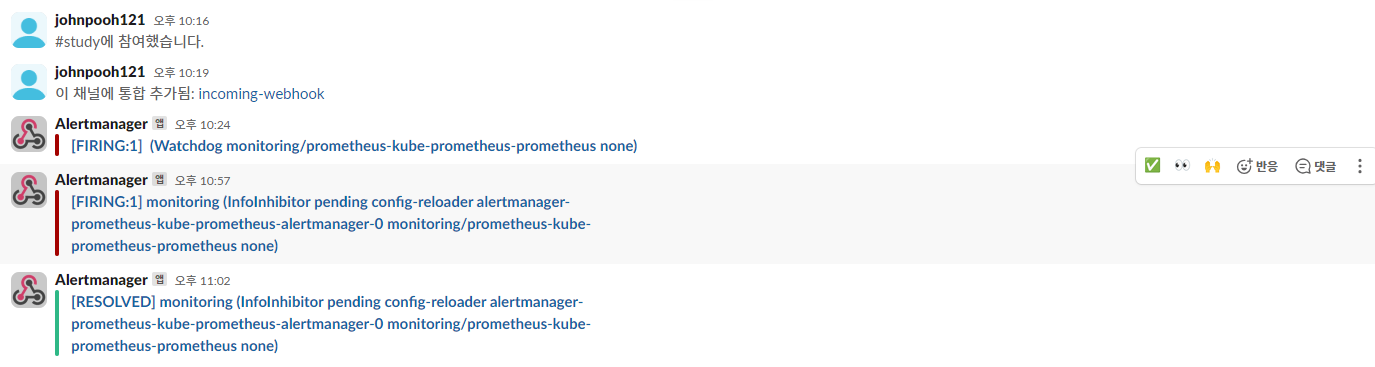 johnpooh121 오후 10:16
#study에 참여했습니다.
johnpooh121 오후 10:19
이 채널에 통합 추가됨: incoming-webhook
Alertmanager 앱 오후 10:24
[FIRING:1] (Watchdog monitoring/prometheus-kube-prometheus-prometheus none)
반응 댓글
Alertmanager 앱 오후 10:57
[FIRING:1] monitoring (InfoInhibitor pending config-reloader alertmanager-
prometheus-kube-prometheus-alertmanager-0 monitoring/prometheus-kube-
prometheus-prometheus none)
Alertmanager 앱 오후 11:02
[RESOLVED] monitoring (InfoInhibitor pending config-reloader alertmanager-
prometheus-kube-prometheus-alertmanager-0 monitoring/prometheus-kube-
prometheus-prometheus none)